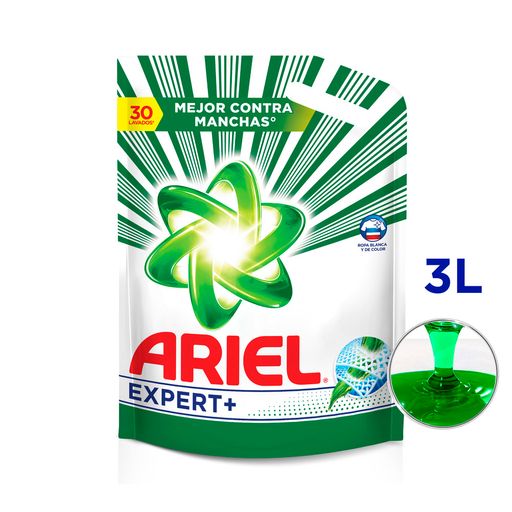 30
LAVADOS*
MEJOR CONTRA
MANCHAS°
ROPA BLANCA
Y DE COLOR
3L
ARIEL®
EXPERT+